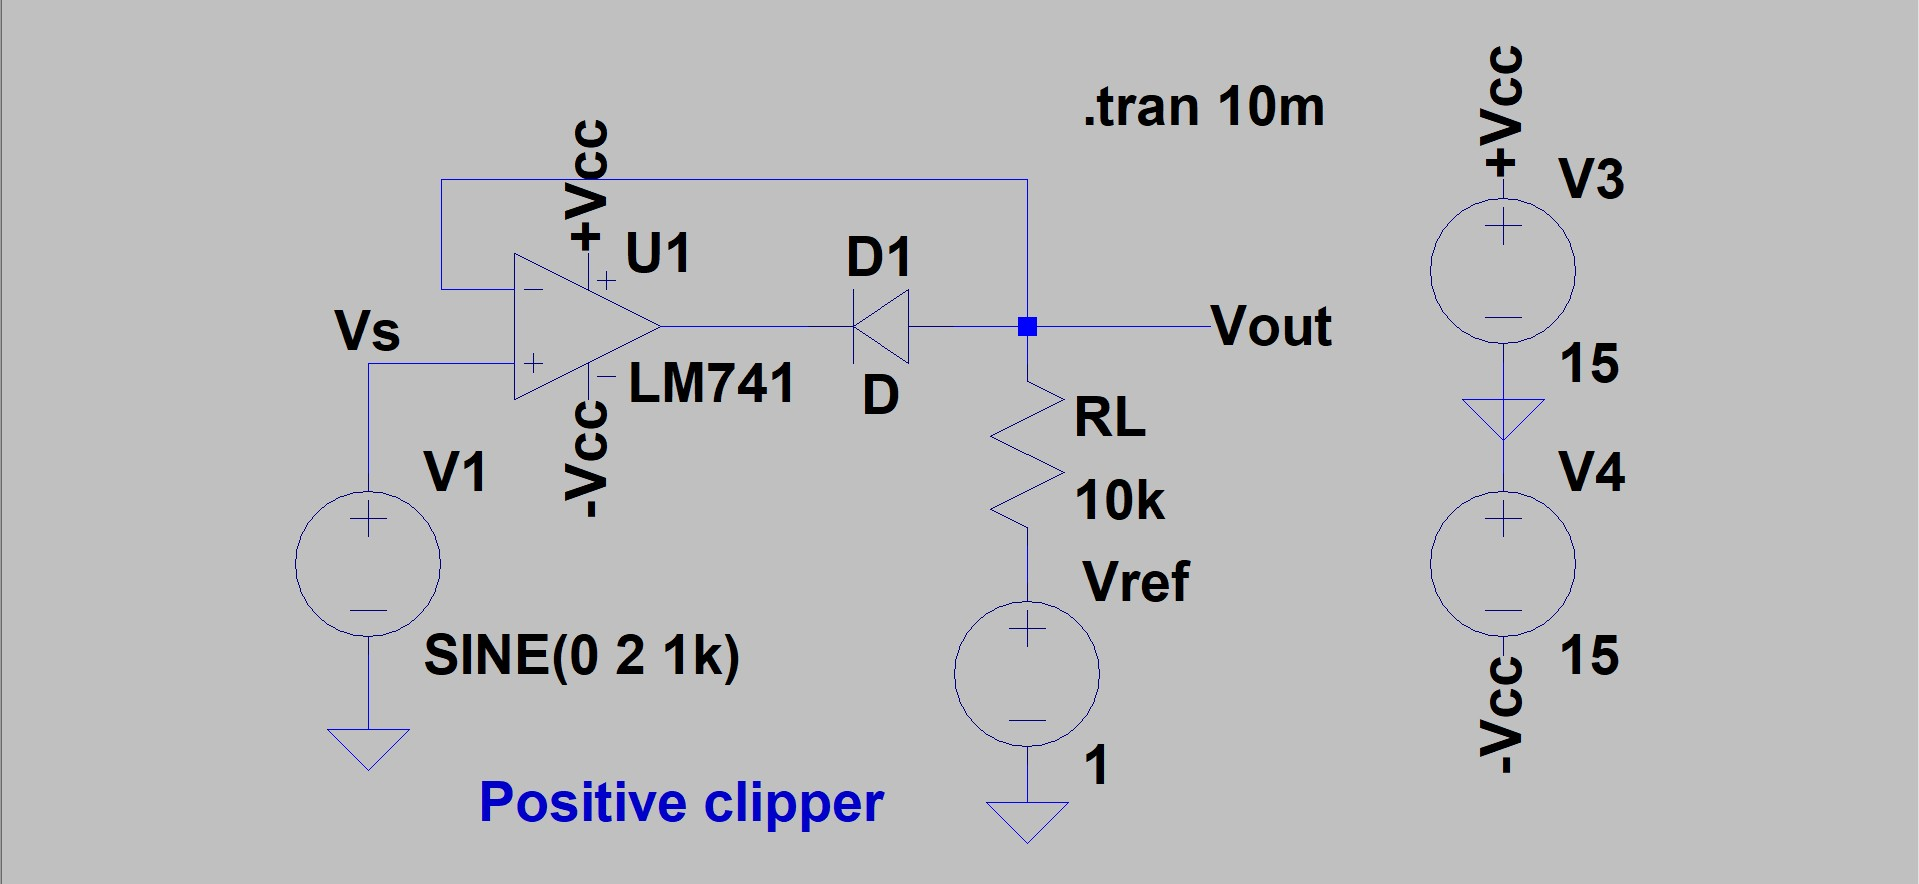 .tran 10m
+Vcc
+Vcc
V3
U1
D1
Vs
Vout
15
LM741
D
RL
-Vcc
V1
10k
V4
Vref
SINE(0 2 1k)
15
-Vcc
1
Positive clipper